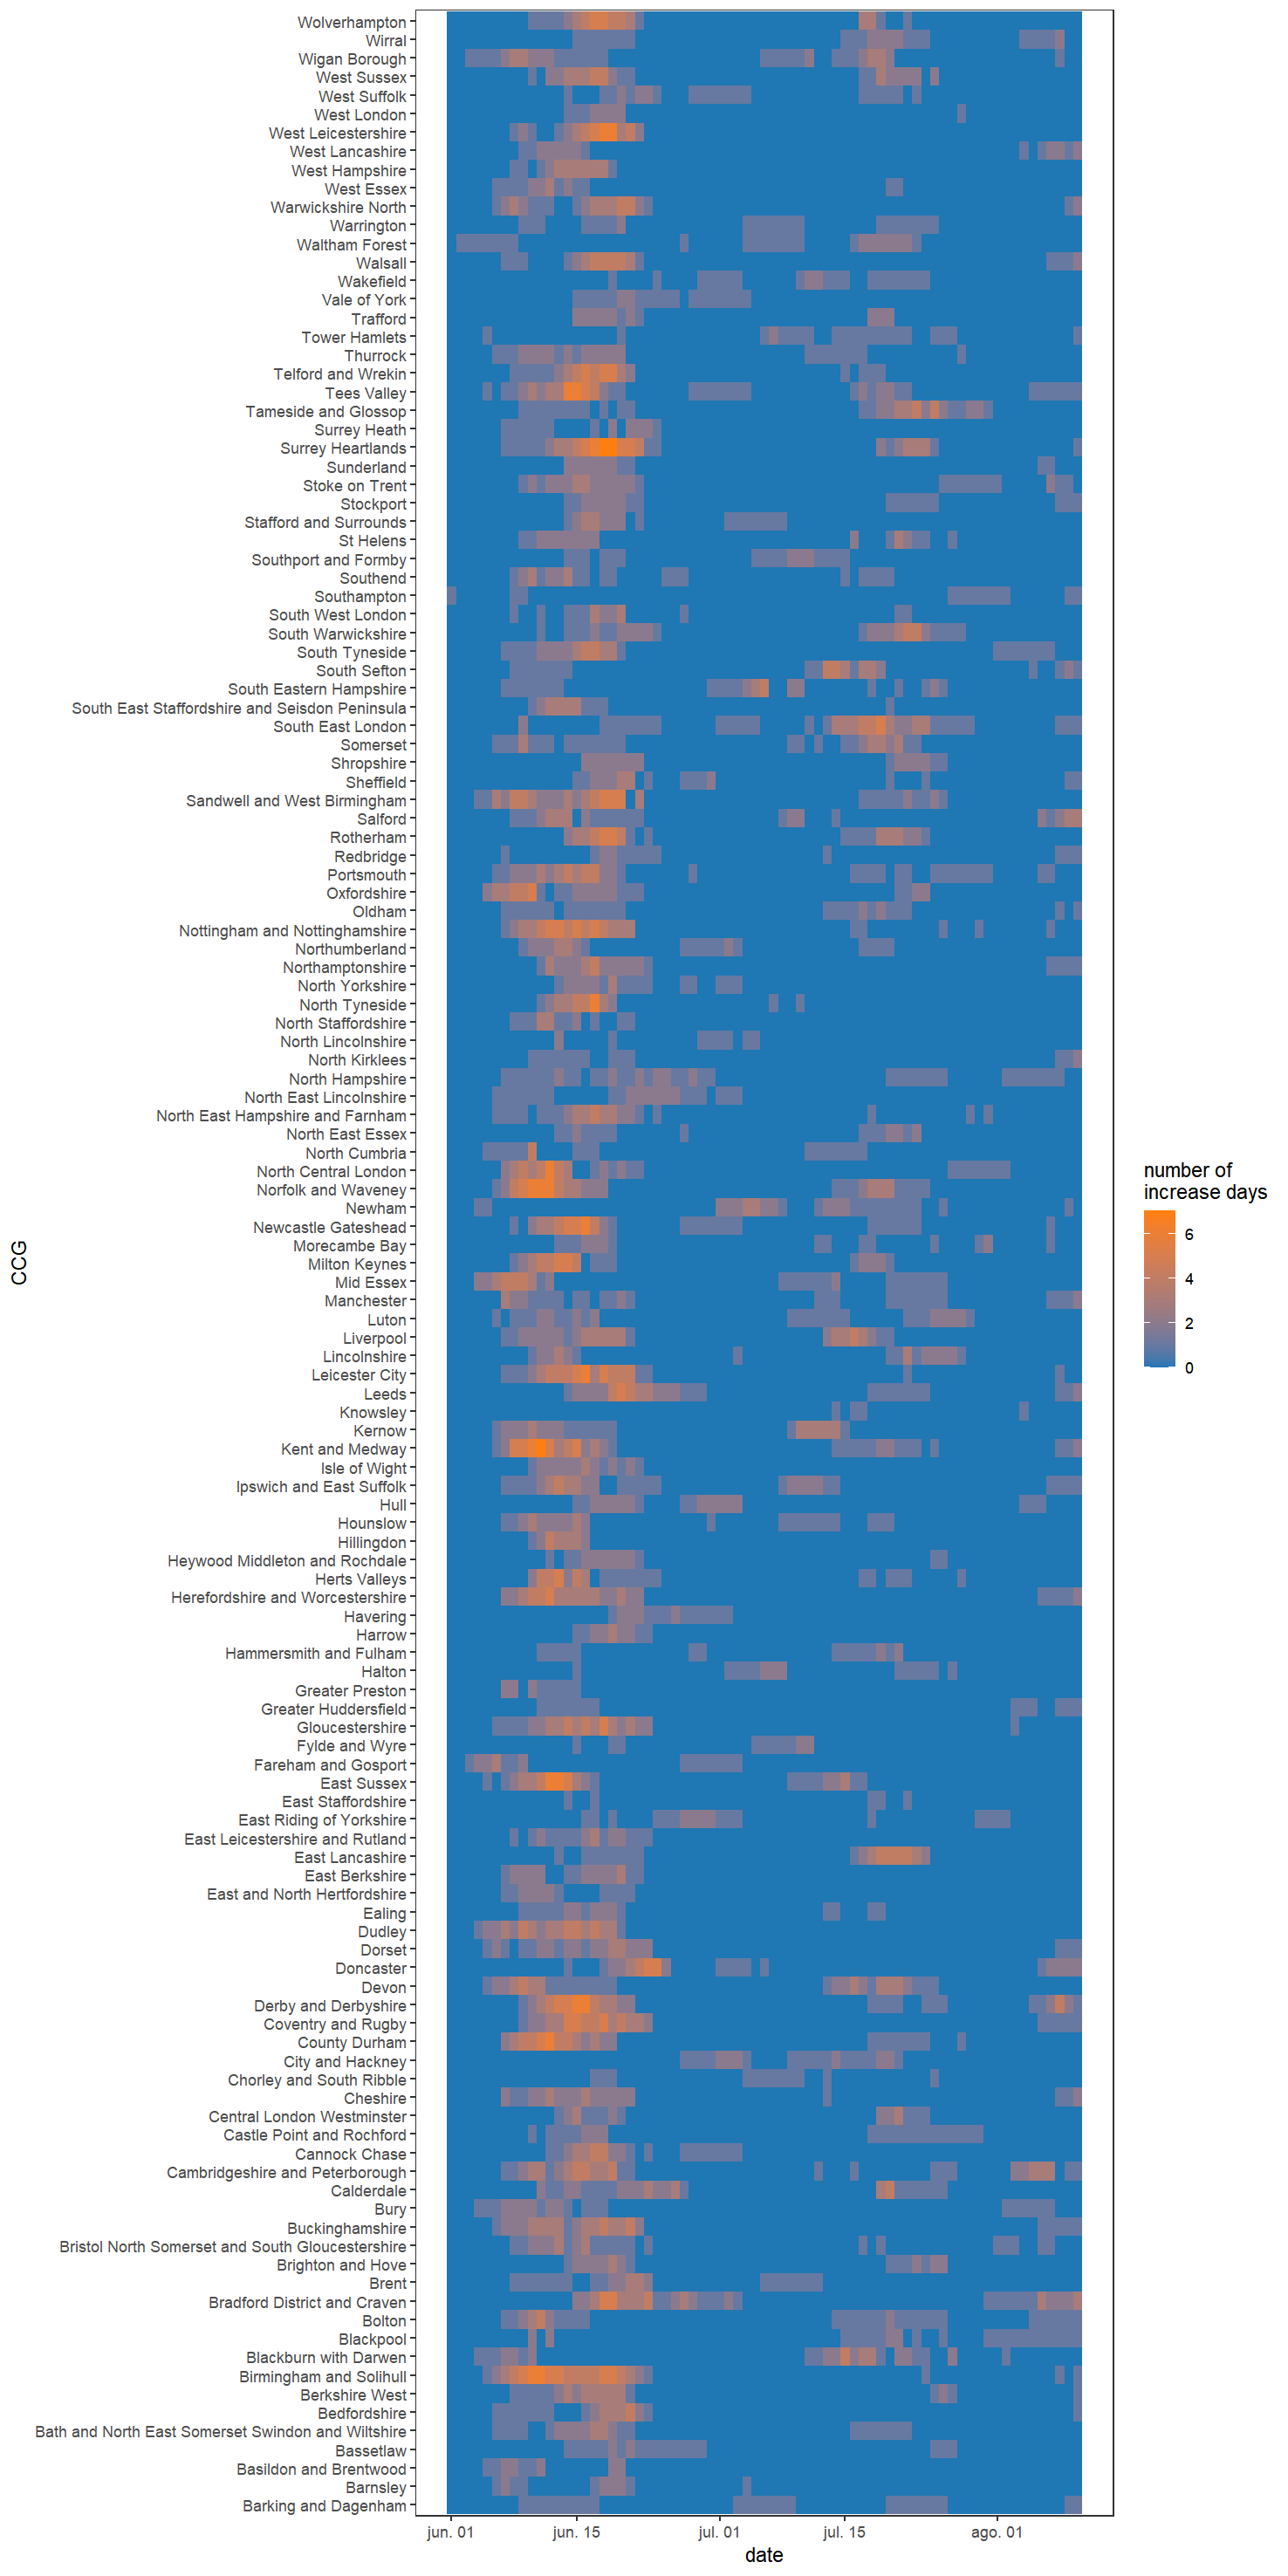 Wolverhampton
Wirral
Wigan Borough
West Sussex
West Suffolk
West London
West Leicestershire
West Lancashire
West Hampshire
West Essex
Warwickshire North
Warrington
Waltham Forest
Walsall
Wakefield
Vale of York
Trafford
Tower Hamlets
Thurrock
Telford and Wrekin
Tees Valley
Tameside and Glossop
Surrey Heath
Surrey Heartlands
Sunderland
Stoke on Trent
Stockport
Stafford and Surrounds
St Helens
Southport and Formby
Southend
Southampton
South West London
South Warwickshire
South Tyneside
South Sefton
South Eastern Hampshire
South East Staffordshire and Seisdon Peninsula
South East London
Somerset
Shropshire
Sheffield
Sandwell and West Birmingham
Salford
Rotherham
Redbridge
Portsmouth
Oxfordshire
Oldham
Nottingham and Nottinghamshire
Northumberland
Northamptonshire
North Yorkshire
North Tyneside
North Staffordshire
North Lincolnshire
North Kirklees
North Hampshire
North East Lincolnshire
North East Hampshire and Farnham
North East Essex
North Cumbria
North Central London
Norfolk and Waveney
Newham
Newcastle Gateshead
Morecambe Bay
Milton Keynes
Mid Essex
Manchester
Luton
Liverpool
Lincolnshire
Leicester City
Leeds
Knowsley
Kernow
Kent and Medway
Isle of Wight
Ipswich and East Suffolk
Hull
Hounslow
Hillingdon
Heywood Middleton and Rochdale
Herts Valleys
Herefordshire and Worcestershire
Havering
Harrow
Hammersmith and Fulham
Halton
Greater Preston
Greater Huddersfield
Gloucestershire
Fylde and Wyre
Fareham and Gosport
East Sussex
East Staffordshire
East Riding of Yorkshire
East Leicestershire and Rutland
East Lancashire
East Berkshire
East and North Hertfordshire
Ealing
Dudley
Dorset
Doncaster
Devon
Derby and Derbyshire
Coventry and Rugby
County Durham
City and Hackney
Chorley and South Ribble
Cheshire
Central London Westminster
Castle Point and Rochford
Cannock Chase
Cambridgeshire and Peterborough
Calderdale
Bury
Buckinghamshire
Bristol North Somerset and South Gloucestershire
Brighton and Hove
Brent
Bradford District and Craven
Bolton
Blackpool
Blackburn with Darwen
Birmingham and Solihull
Berkshire West
Bedfordshire
Bath and North East Somerset Swindon and Wiltshire
Bassetlaw
Basildon and Brentwood
Barnsley
Barking and Dagenham
CCG
jun. 01
jun. 15
jul. 01
jul. 15
ago. 01
date
number of
increase days
6
4
2
0